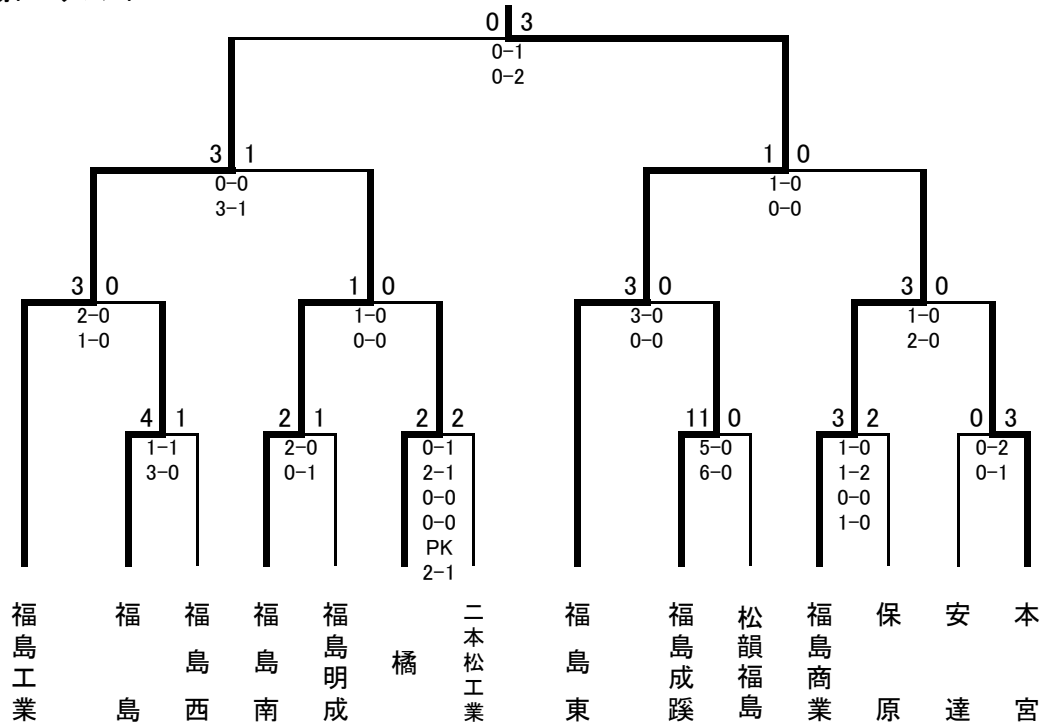 0 3
0-1
0-2
3 1
0-0
3-1
1 0
1-0
0-0
3 0
2-0
1-0
1 0
1-0
0-0
3 0
3-0
0-0
3 0
1-0
2-0
4 1
1-1
3-0
2 1
2-0
0-1
2 2
0-1
2-1
0-0
0-0
PK
2-1
11 0
5-0
6-0
3 2
1-0
1-2
0-0
1-0
0 3
0-2
0-1
福島工業
福島
福島西
福島南
福島明成
橘
二本松工業
福島東
福島成蹊
松韻福島
福島商業
保原
安達
本宮